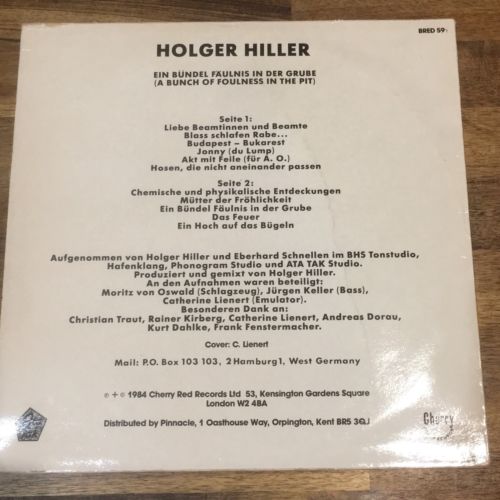 BRED 59
HOLGER HILLER
EIN BÜNDEL FÄULNIS IN DER GRUBE
(A BUNCH OF FOULNESS IN THE PIT)
Seite 1:
Liebe Beamtinnen und Beamte
Blass schlafen Rabe...
Budapest – Bukarest
Jonny (du Lump)
Akt mit Feile (für A. O.)
Hosen, die nicht aneinander passen
Seite 2:
Chemische und physikalische Entdeckungen
Mütter der Fröhlichkeit
Ein Bündel Fäulnis in der Grube
Das Feuer
Ein Hoch auf das Bügeln
Aufgenommen von Holger Hiller und Eberhard Schnellen im BHS Tonstudio,
Hafenklang, Phonogram Studio und ATA TAK Studio.
Produziert und gemixt von Holger Hiller.
An den Aufnahmen waren beteiligt:
Moritz von Oswald (Schlagzeug), Jürgen Keller (Bass),
Catherine Lienert (Emulator).
Besonderen Dank an:
Christian Traut, Rainer Kirberg, Catherine Lienert, Andreas Dorau,
Kurt Dahlke, Frank Fenstermacher.
Cover: C. Lienert
Mail: P.O. Box 103 103, 2 Hamburg 1, West Germany
℗ + © 1984 Cherry Red Records Ltd 53, Kensington Gardens Square
London W2 4BA
Distributed by Pinnacle, 1 Oasthouse Way, Orpington, Kent BR5 3QJ
Cherry